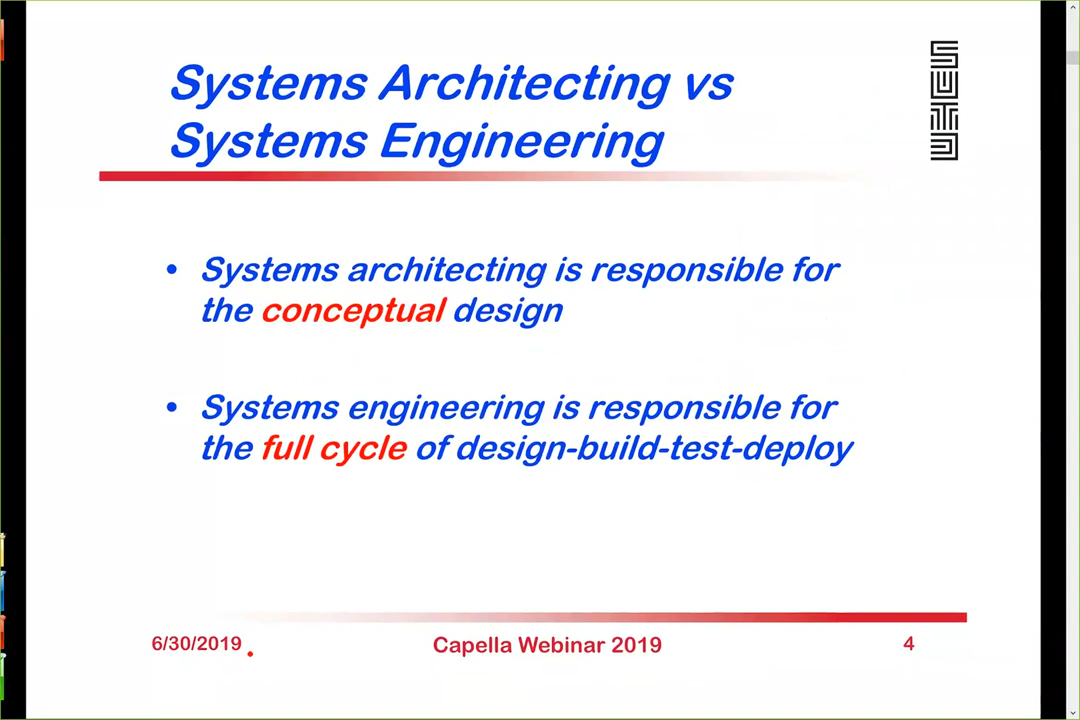 Systems Architecting vs
Systems Engineering
• Systems architecting is responsible for
the conceptual design
• Systems engineering is responsible for
the full cycle of design-build-test-deploy
6/30/2019
Capella Webinar 2019
4